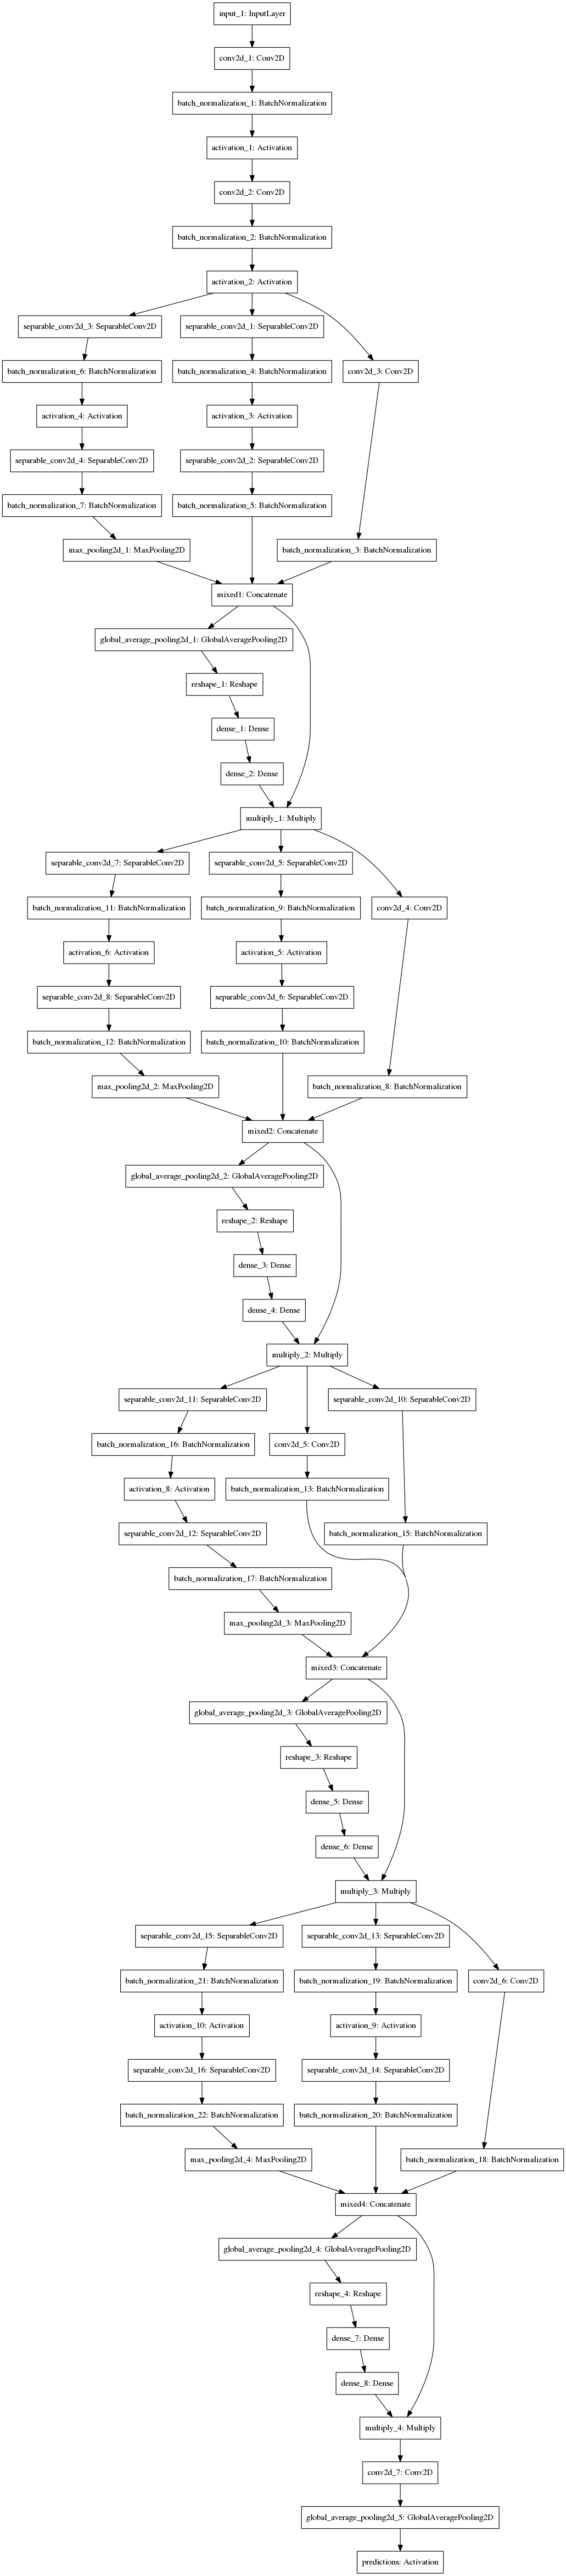 input_1: InputLayer
conv2d_1: Conv2D
batch_normalization_1: BatchNormalization
activation_1: Activation
conv2d_2: Conv2D
batch_normalization_2: BatchNormalization
activation_2: Activation
separable_conv2d_3: SeparableConv2D
separable_conv2d_1: SeparableConv2D
batch_normalization_6: BatchNormalization
batch_normalization_4: BatchNormalization
conv2d_3: Conv2D
activation_4: Activation
activation_3: Activation
separable_conv2d_4: SeparableConv2D
separable_conv2d_2: SeparableConv2D
batch_normalization_7: BatchNormalization
batch_normalization_5: BatchNormalization
max_pooling2d_1: MaxPooling2D
batch_normalization_3: BatchNormalization
mixed1: Concatenate
global_average_pooling2d_1: GlobalAveragePooling2D
reshape_1: Reshape
dense_1: Dense
dense_2: Dense
multiply_1: Multiply
separable_conv2d_7: SeparableConv2D
separable_conv2d_5: SeparableConv2D
batch_normalization_11: BatchNormalization
batch_normalization_9: BatchNormalization
conv2d_4: Conv2D
activation_6: Activation
activation_5: Activation
separable_conv2d_8: SeparableConv2D
separable_conv2d_6: SeparableConv2D
batch_normalization_12: BatchNormalization
batch_normalization_10: BatchNormalization
max_pooling2d_2: MaxPooling2D
batch_normalization_8: BatchNormalization
mixed2: Concatenate
global_average_pooling2d_2: GlobalAveragePooling2D
reshape_2: Reshape
dense_3: Dense
dense_4: Dense
multiply_2: Multiply
separable_conv2d_11: SeparableConv2D
separable_conv2d_10: SeparableConv2D
batch_normalization_16: BatchNormalization
conv2d_5: Conv2D
activation_8: Activation
batch_normalization_13: BatchNormalization
separable_conv2d_12: SeparableConv2D
batch_normalization_15: BatchNormalization
batch_normalization_17: BatchNormalization
max_pooling2d_3: MaxPooling2D
mixed3: Concatenate
global_average_pooling2d_3: GlobalAveragePooling2D
reshape_3: Reshape
dense_5: Dense
dense_6: Dense
multiply_3: Multiply
separable_conv2d_15: SeparableConv2D
separable_conv2d_13: SeparableConv2D
batch_normalization_21: BatchNormalization
batch_normalization_19: BatchNormalization
conv2d_6: Conv2D
activation_10: Activation
activation_9: Activation
separable_conv2d_16: SeparableConv2D
separable_conv2d_14: SeparableConv2D
batch_normalization_22: BatchNormalization
batch_normalization_20: BatchNormalization
max_pooling2d_4: MaxPooling2D
batch_normalization_18: BatchNormalization
mixed4: Concatenate
global_average_pooling2d_4: GlobalAveragePooling2D
reshape_4: Reshape
dense_7: Dense
dense_8: Dense
multiply_4: Multiply
conv2d_7: Conv2D
global_average_pooling2d_5: GlobalAveragePooling2D
predictions: Activation